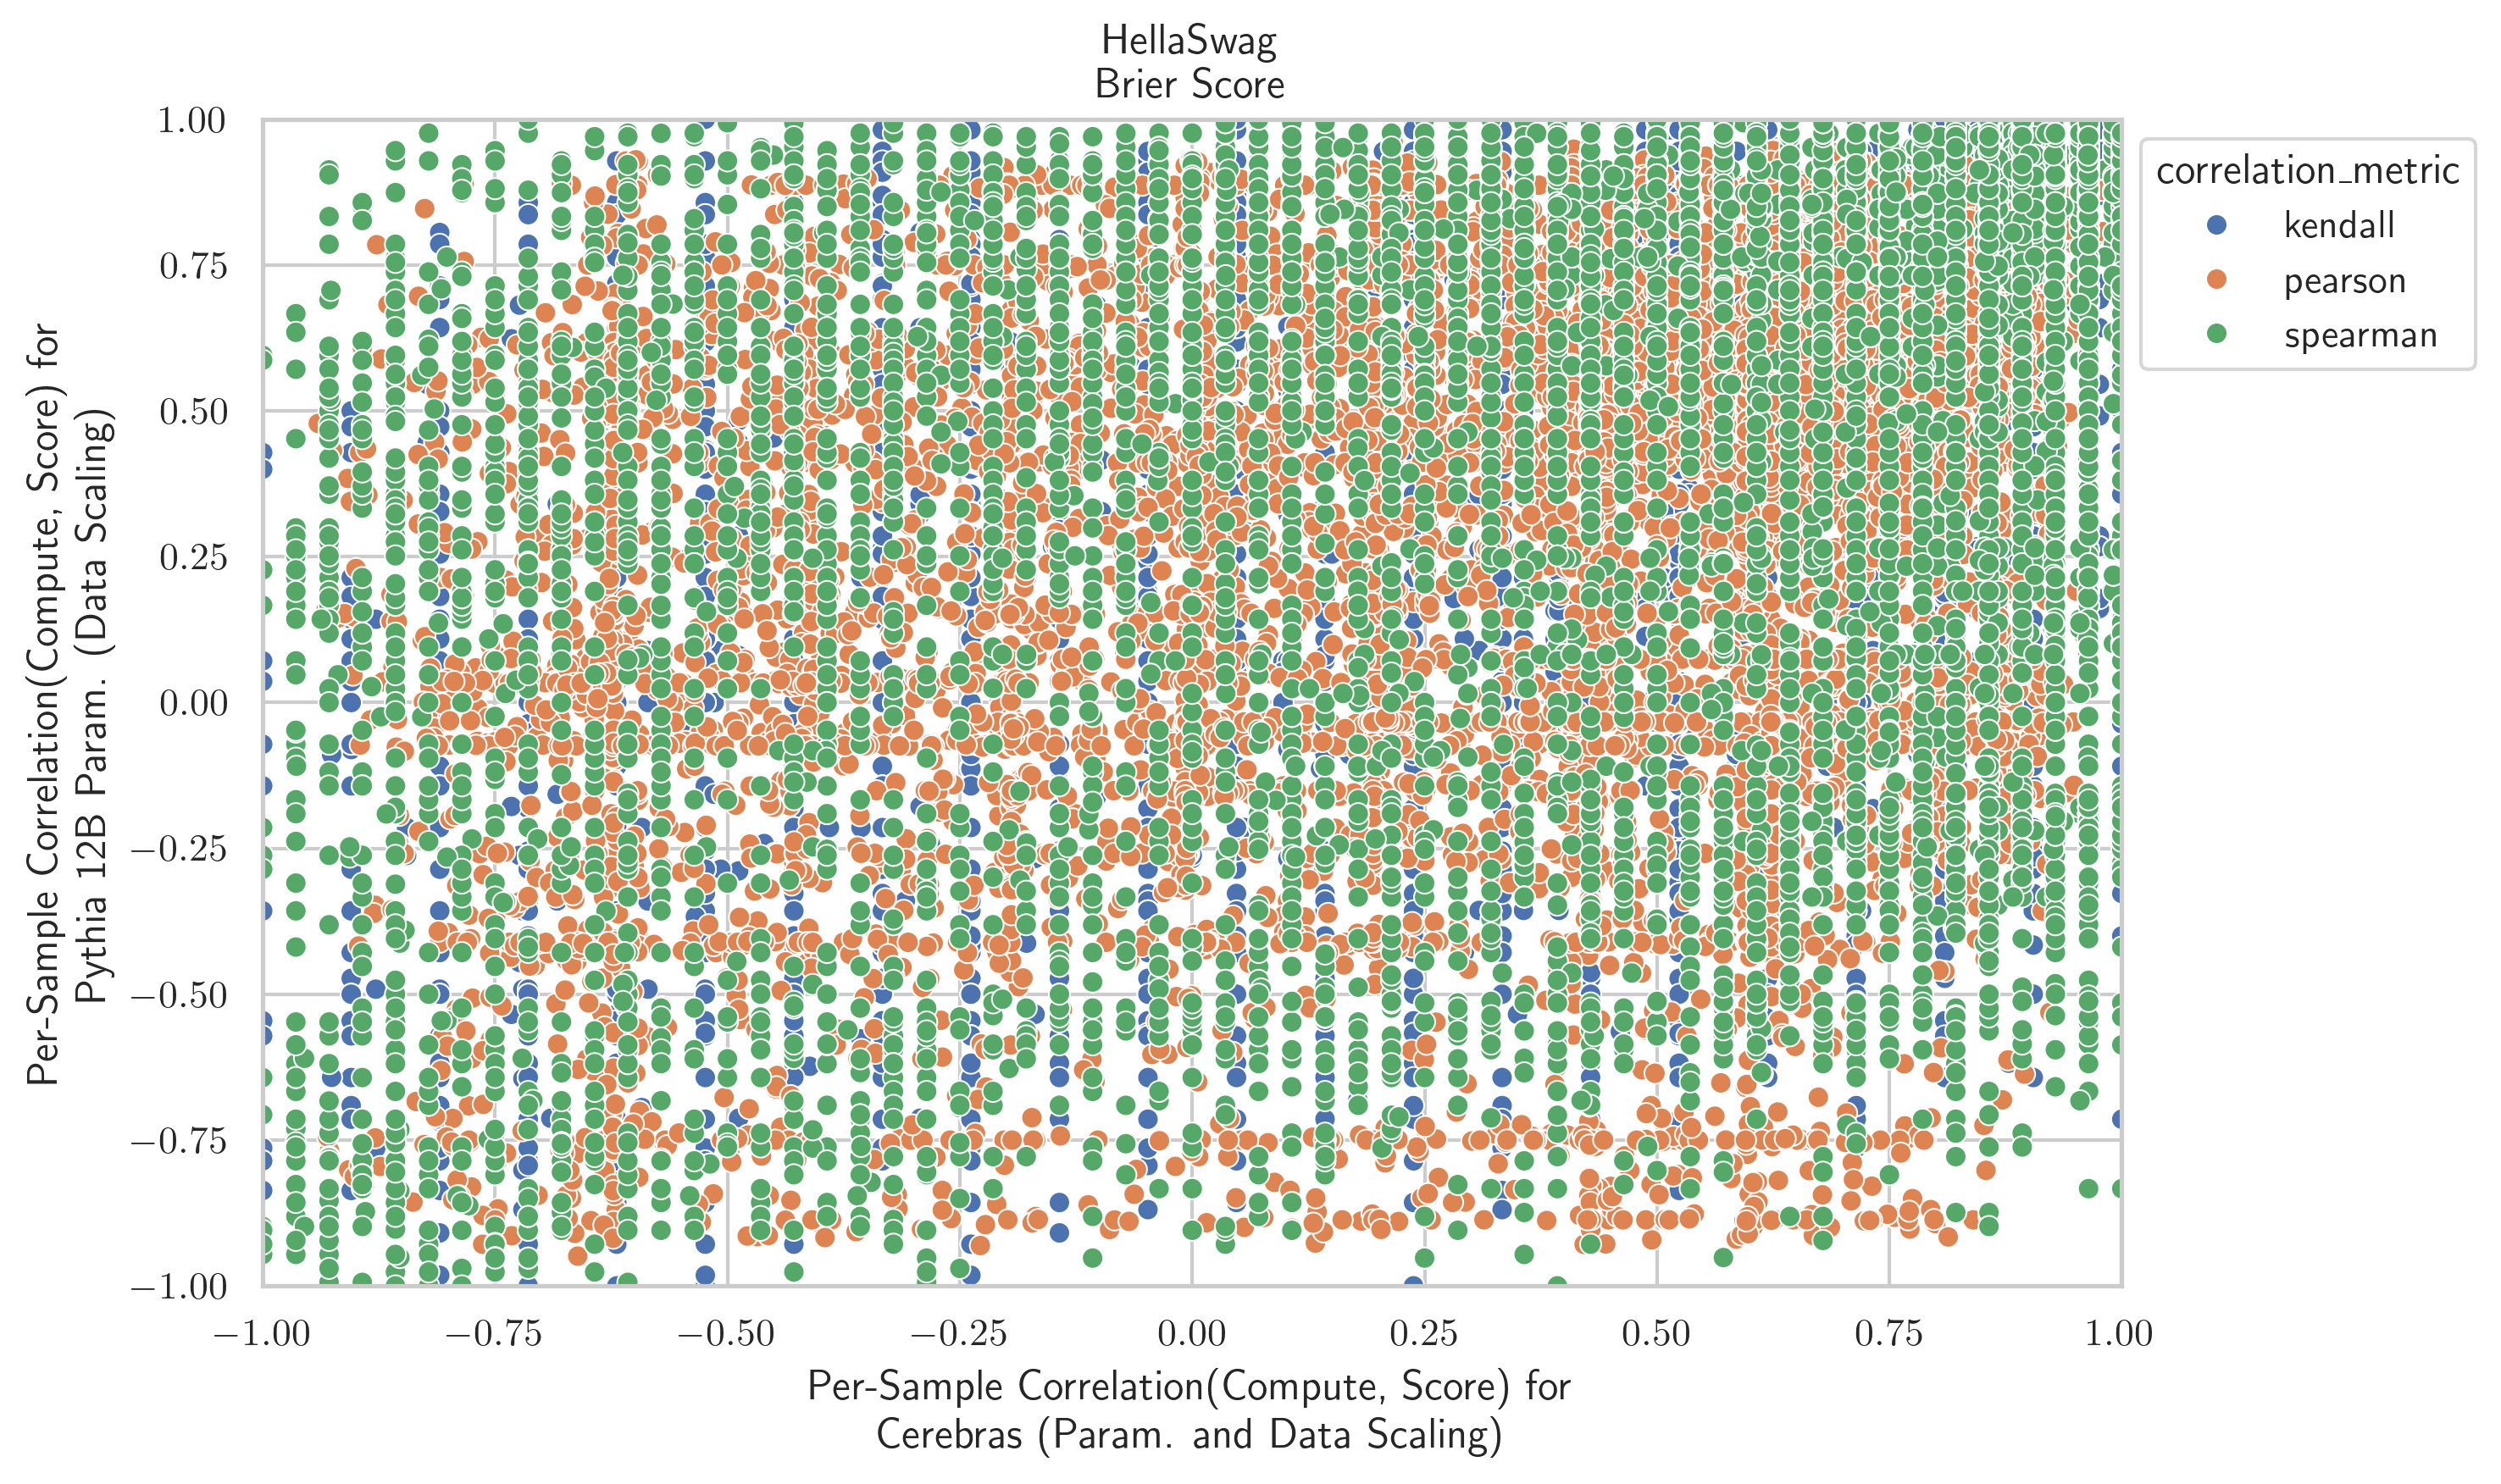 HellaSwag
Brier Score
Per-Sample Correlation(Compute, Score) for
Pythia 12B Param. (Data Scaling)
1.00
0.75
0.50
0.25
0.00
−0.25
−0.50
−0.75
−1.00
−1.00 −0.75 −0.50 −0.25 0.00 0.25 0.50 0.75 1.00
Per-Sample Correlation(Compute, Score) for
Cerebras (Param. and Data Scaling)
correlation_metric
kendall
pearson
spearman